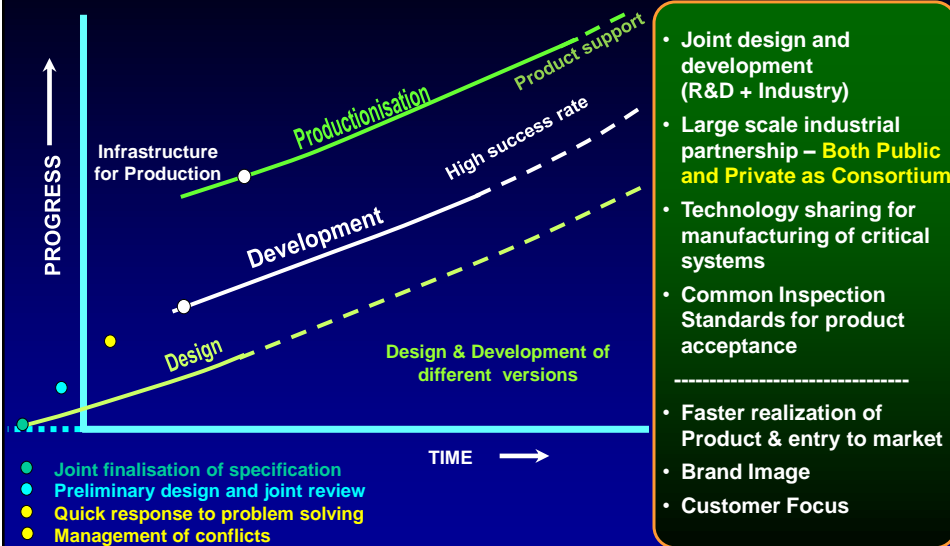 Product support
Productionisation
High success rate
Infrastructure
for Production
PROGRESS
Development
Design
Design & Development of
different versions
TIME
Joint finalisation of specification
Preliminary design and joint review
Quick response to problem solving
Management of conflicts
• Joint design and
development
(R&D + Industry)
• Large scale industrial
partnership – Both Public
and Private as Consortium
• Technology sharing for
manufacturing of critical
systems
• Common Inspection
Standards for product
acceptance
---------------------------------
• Faster realization of
Product & entry to market
• Brand Image
• Customer Focus